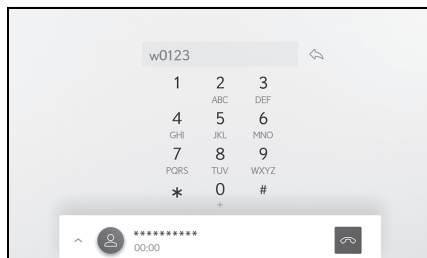 w0123
1 2 3
ABC DEF
4 5 6
GHI JKL MNO
7 8 9
PQRS TUV WXYZ
* 0 #
+
**********
00:00